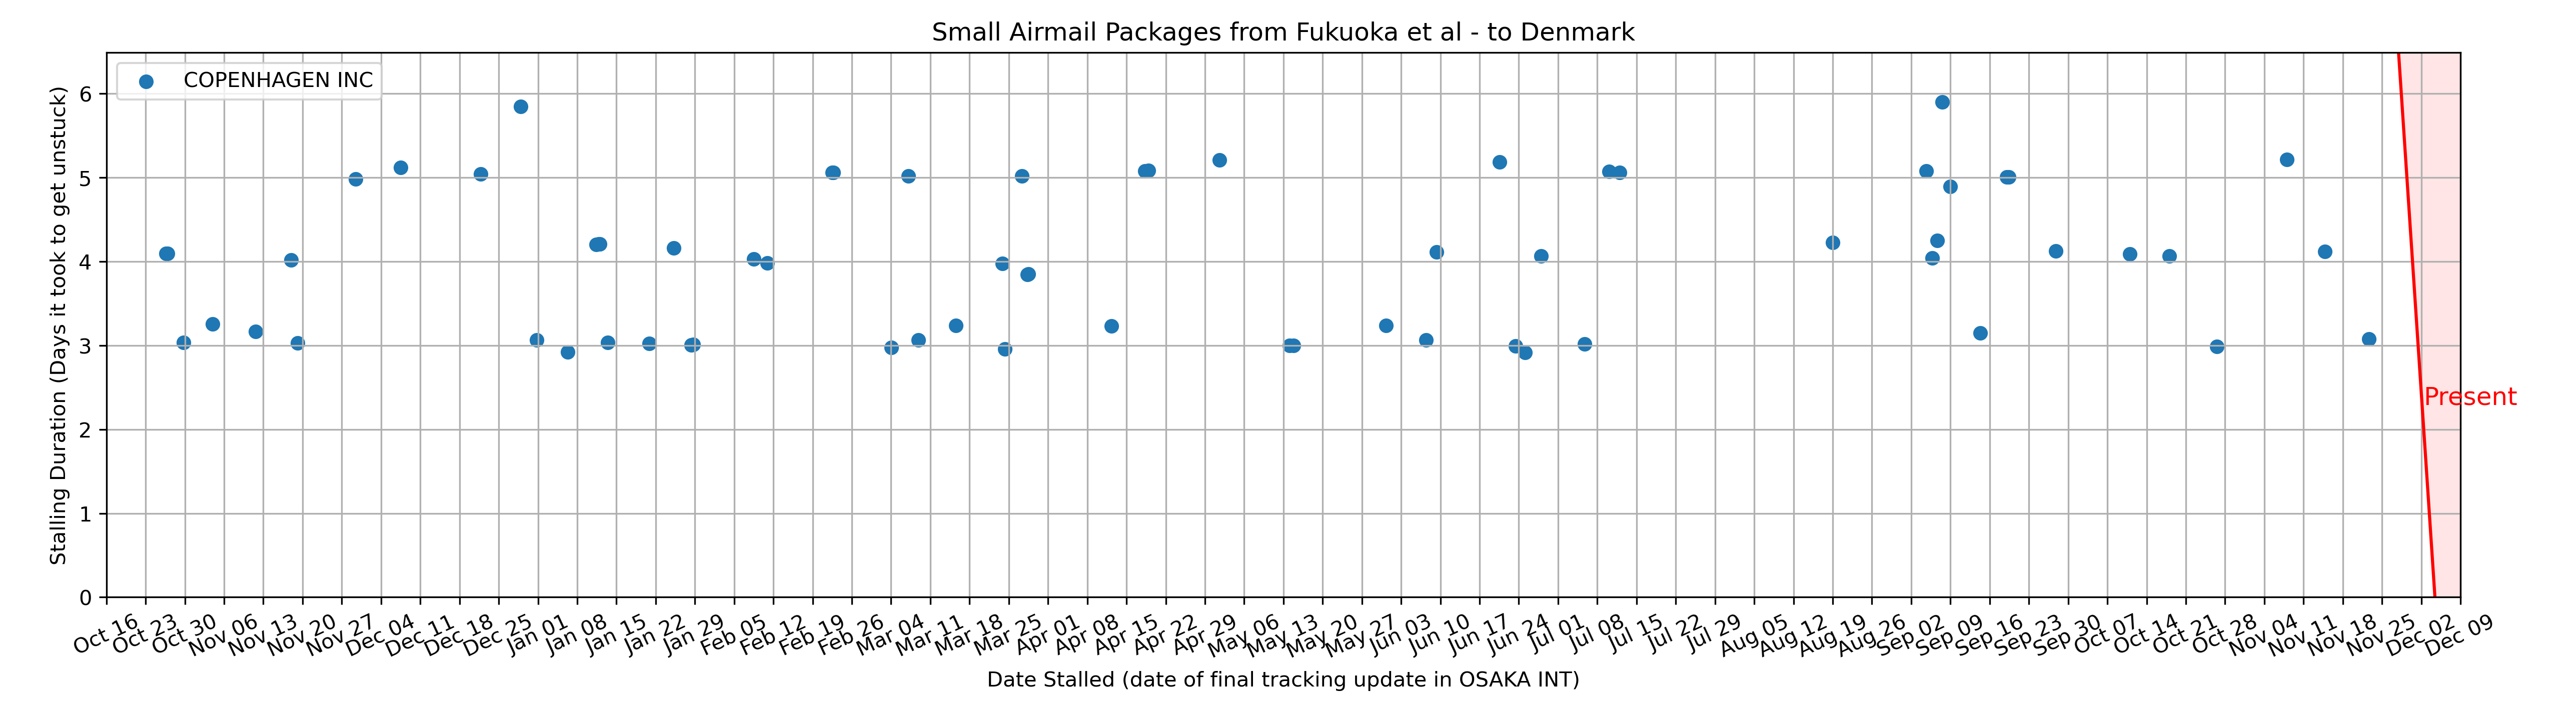 Small Airmail Packages from Fukuoka et al - to Denmark
COPENHAGEN INC
Stalling Duration (Days it took to get unstuck)
6
5
4
3
2
1
0
Present
Oct 16
Oct 23
Oct 30
Nov 06
Nov 13
Nov 20
Nov 27
Dec 04
Dec 11
Dec 18
Dec 25
Jan 01
Jan 08
Jan 15
Jan 22
Jan 29
Feb 05
Feb 12
Feb 19
Feb 26
Mar 04
Mar 11
Mar 18
Mar 25
Apr 01
Apr 08
Apr 15
Apr 22
Apr 29
May 06
May 13
May 20
May 27
Jun 03
Jun 10
Jun 17
Jun 24
Jul 01
Jul 08
Jul 15
Jul 22
Jul 29
Aug 05
Aug 12
Aug 19
Aug 26
Sep 02
Sep 09
Sep 16
Sep 23
Sep 30
Oct 07
Oct 14
Oct 21
Oct 28
Nov 04
Nov 11
Nov 18
Nov 25
Dec 02
Dec 09
Date Stalled (date of final tracking update in OSAKA INT)